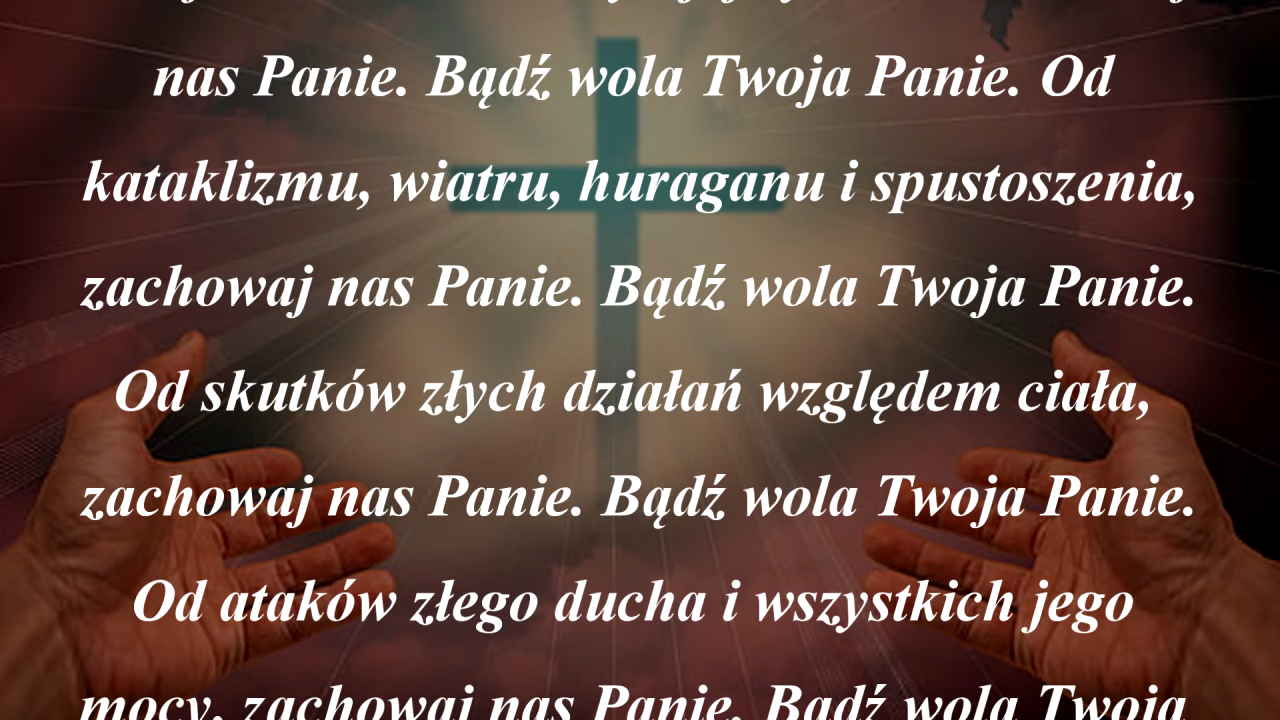 nas Panie. Bądź wola Twoja Panie. Od
kataklizmu, wiatru, huraganu i spustoszenia,
zachowaj nas Panie. Bądź wola Twoja Panie.
Od skutków złych działań względem ciała,
zachowaj nas Panie. Bądź wola Twoja Panie.
Od ataków złego ducha i wszystkich jego
mocy, zachowaj nas Panie. Bądź wola Twoja